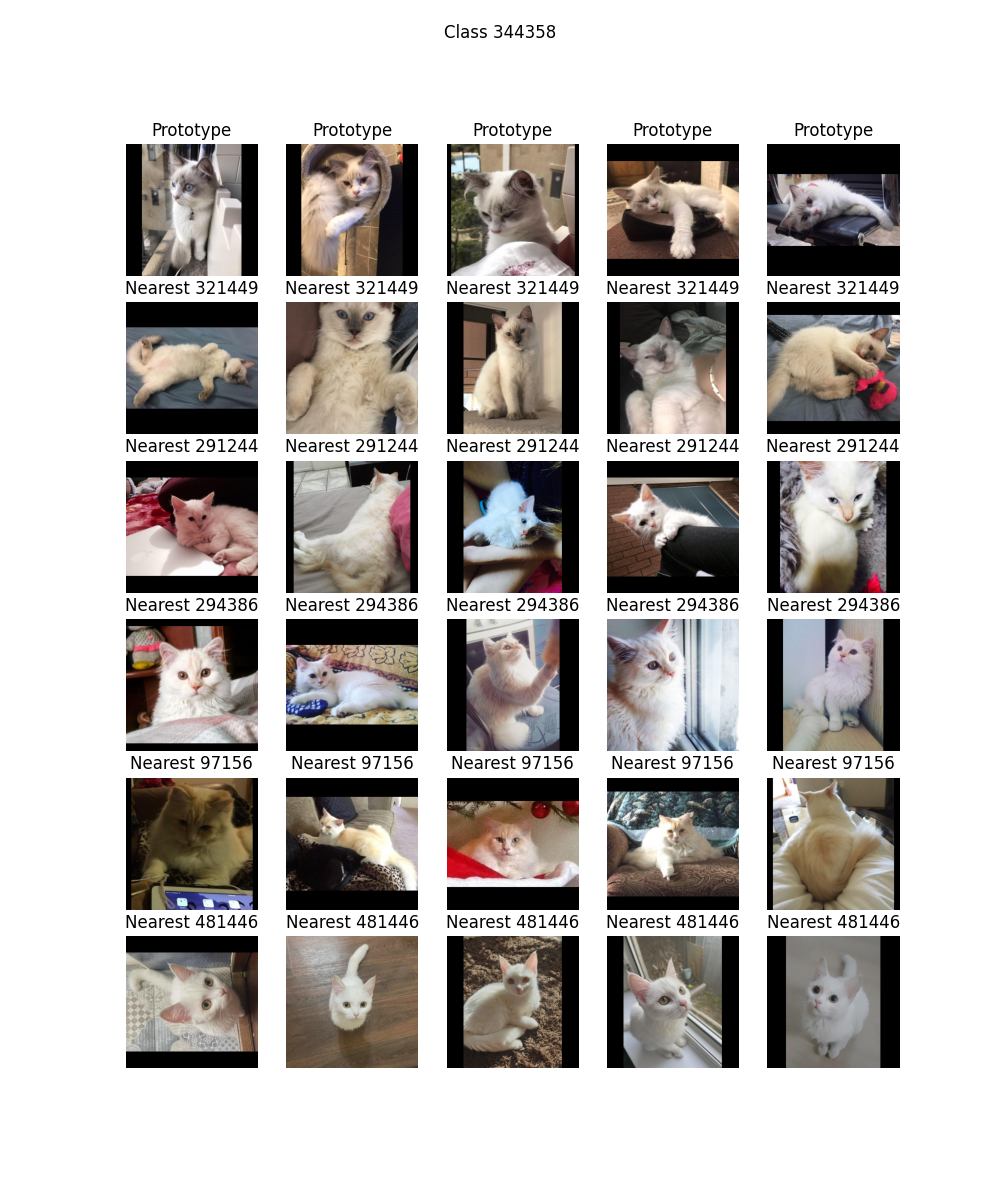 Class 344358
Prototype Prototype Prototype Prototype Prototype
Nearest 321449 Nearest 321449 Nearest 321449 Nearest 321449 Nearest 321449
Nearest 291244 Nearest 291244 Nearest 291244 Nearest 291244 Nearest 291244
Nearest 294386 Nearest 294386 Nearest 294386 Nearest 294386 Nearest 294386
Nearest 97156 Nearest 97156 Nearest 97156 Nearest 97156 Nearest 97156
Nearest 481446 Nearest 481446 Nearest 481446 Nearest 481446 Nearest 481446